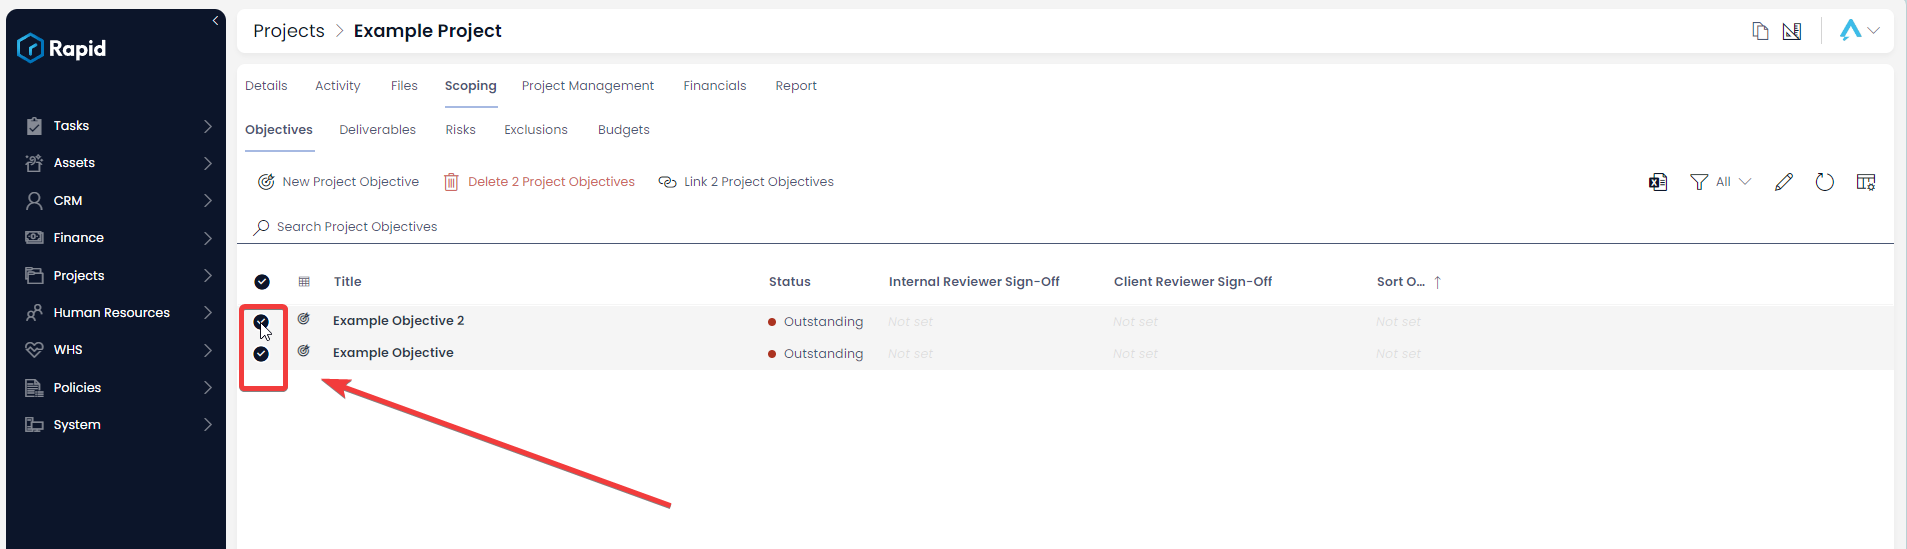 Rapid
Tasks
Assets
CRM
Finance
Projects
Human Resources
WHS
Policies
System
Projects > Example Project
Details Activity Files Scoping Project Management Financials Report
Objectives Deliverables Risks Exclusions Budgets
New Project Objective Delete 2 Project Objectives Link 2 Project Objectives All
Search Project Objectives
Title Status Internal Reviewer Sign-Off Client Reviewer Sign-Off Sort O... ↑
Example Objective 2 Outstanding Not set Not set Not set
Example Objective Outstanding Not set Not set Not set